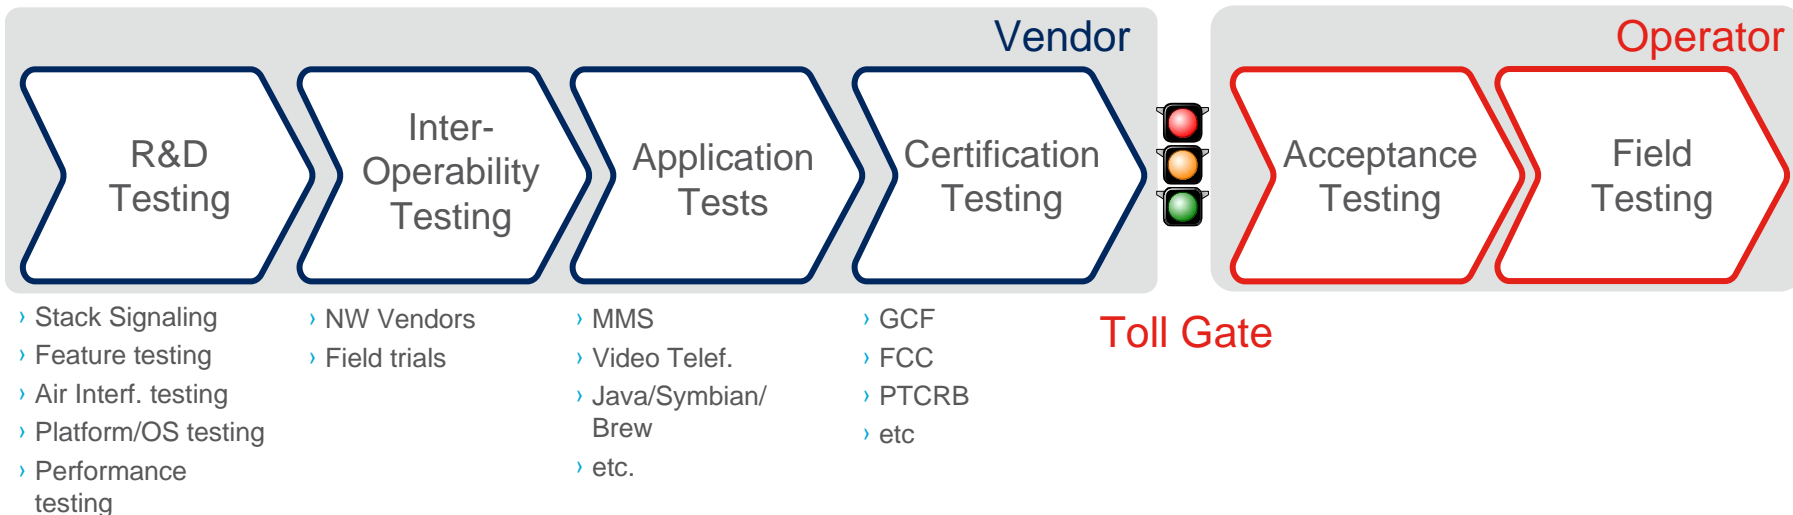 Vendor
Operator
R&D
Testing
Inter-
Operability
Testing
Application
Tests
Certification
Testing
Acceptance
Testing
Field
Testing
› Stack Signaling
› Feature testing
› Air Interf. testing
› Platform/OS testing
› Performance
testing
› NW Vendors
› Field trials
› MMS
› Video Telef.
› Java/Symbian/
Brew
› etc.
› GCF
› FCC
› PTCRB
› etc
Toll Gate